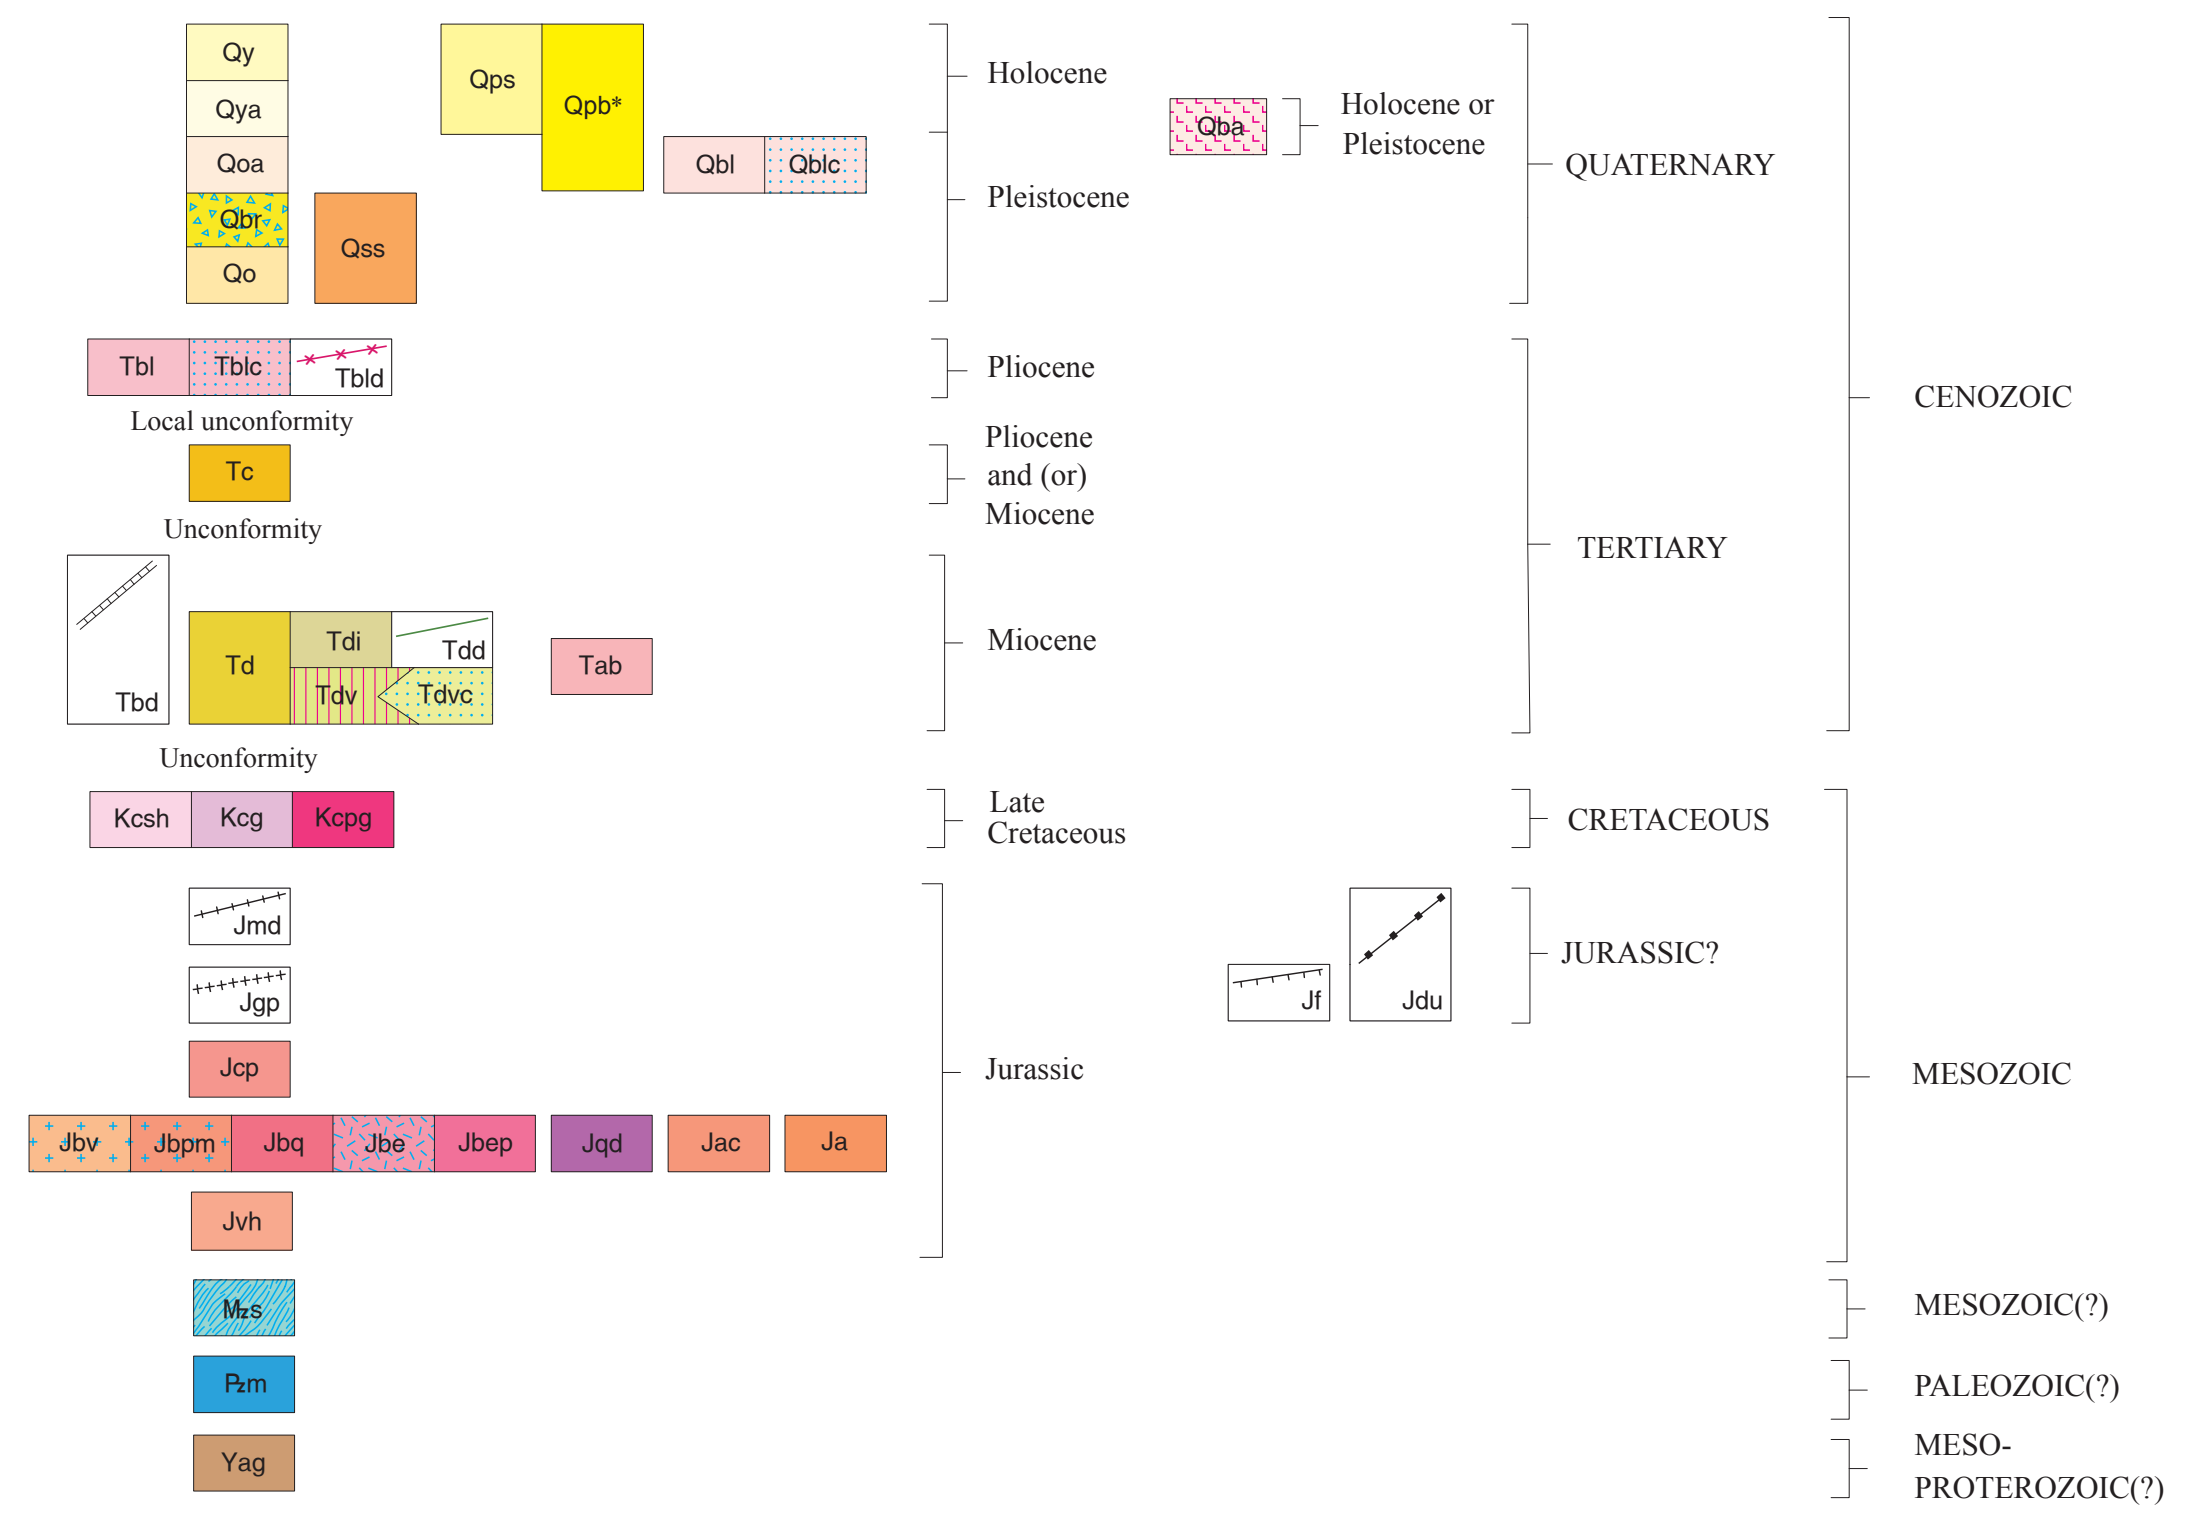 Qy
Qya
Qoa
Qbr
Qo
Qss
Qps
Qpb*
Qbl
Qblc
Holocene
Pleistocene
Qba
Holocene or
Pleistocene
QUATERNARY
Tbl
Tblc
Tbld
Pliocene
Local unconformity
Tc
Pliocene
and (or)
Miocene
Unconformity
Tbd
Td
Tdi
Tdd
Tdv
Tdvc
Tab
Miocene
TERTIARY
CENOZOIC
Unconformity
Kcsh
Kcg
Kcpg
Late
Cretaceous
CRETACEOUS
Jmd
Jgp
Jcp
Jbv
Jbpm
Jbq
Jbe
Jbep
Jqd
Jac
Ja
Jvh
Jurassic
Jf
Jdu
JURASSIC?
MESOZOIC
Mzs
MESOZOIC(?)
Pzm
PALEOZOIC(?)
Yag
MESO-
PROTEROZOIC(?)